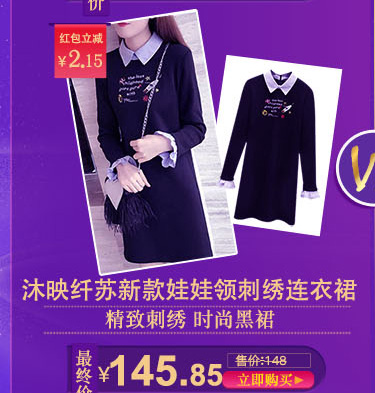 价
红包立减
¥2.15
沐映纤苏新款娃娃领刺绣连衣裙
精致刺绣 时尚黑裙
最终价
¥145.85
售价:148
立即购买